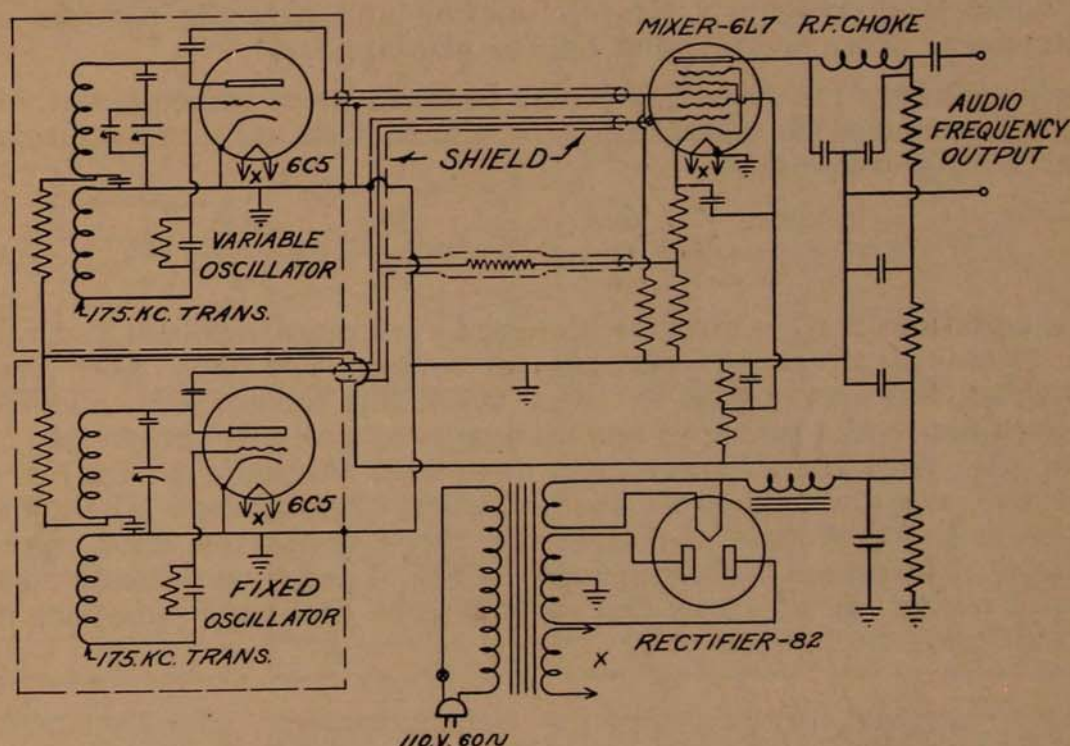 MIXER-6L7 R.F. CHOKE
AUDIO
FREQUENCY
OUTPUT
SHIELD
6C5
X
VARIABLE
OSCILLATOR
175.KC. TRANS.
6C5
X
FIXED
OSCILLATOR
175.KC. TRANS.
X
RECTIFIER-82
X
110.V. 60~